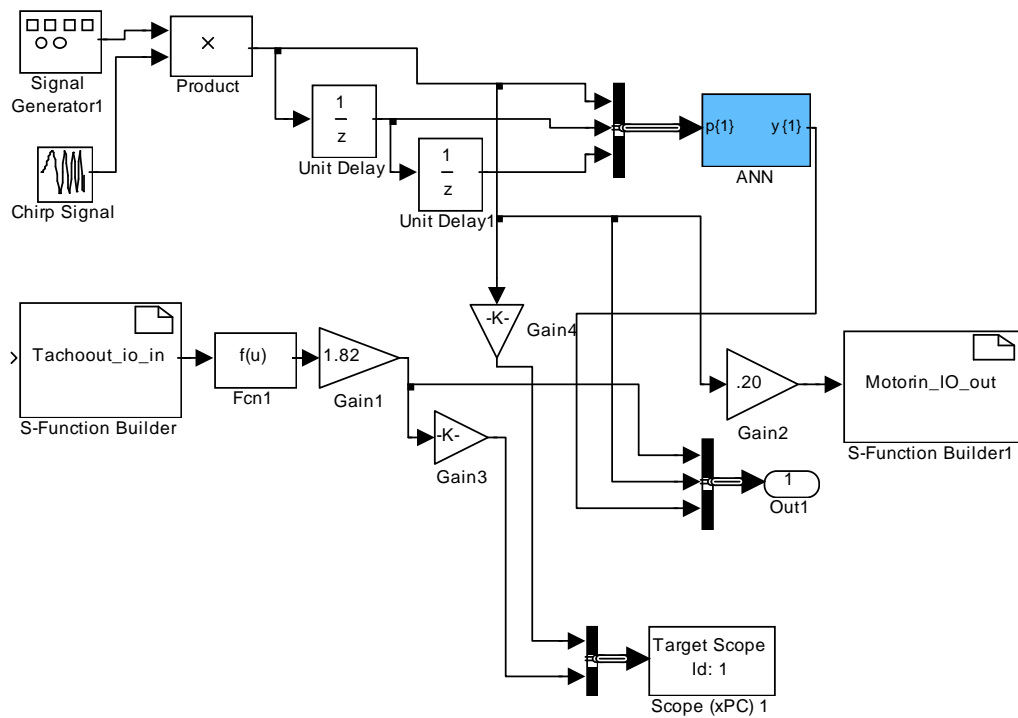 Signal
Generator1
×
Product
Chirp Signal
1
z
Unit Delay
1
z
Unit Delay1
p{1}
y{1}
ANN
Tachoout_io_in
S-Function Builder
f(u)
Fcn1
1.82
Gain1
-K-
Gain3
-K-
Gain4
.20
Gain2
Motorin_IO_out
S-Function Builder1
1
Out1
Target Scope
Id: 1
Scope (xPC) 1